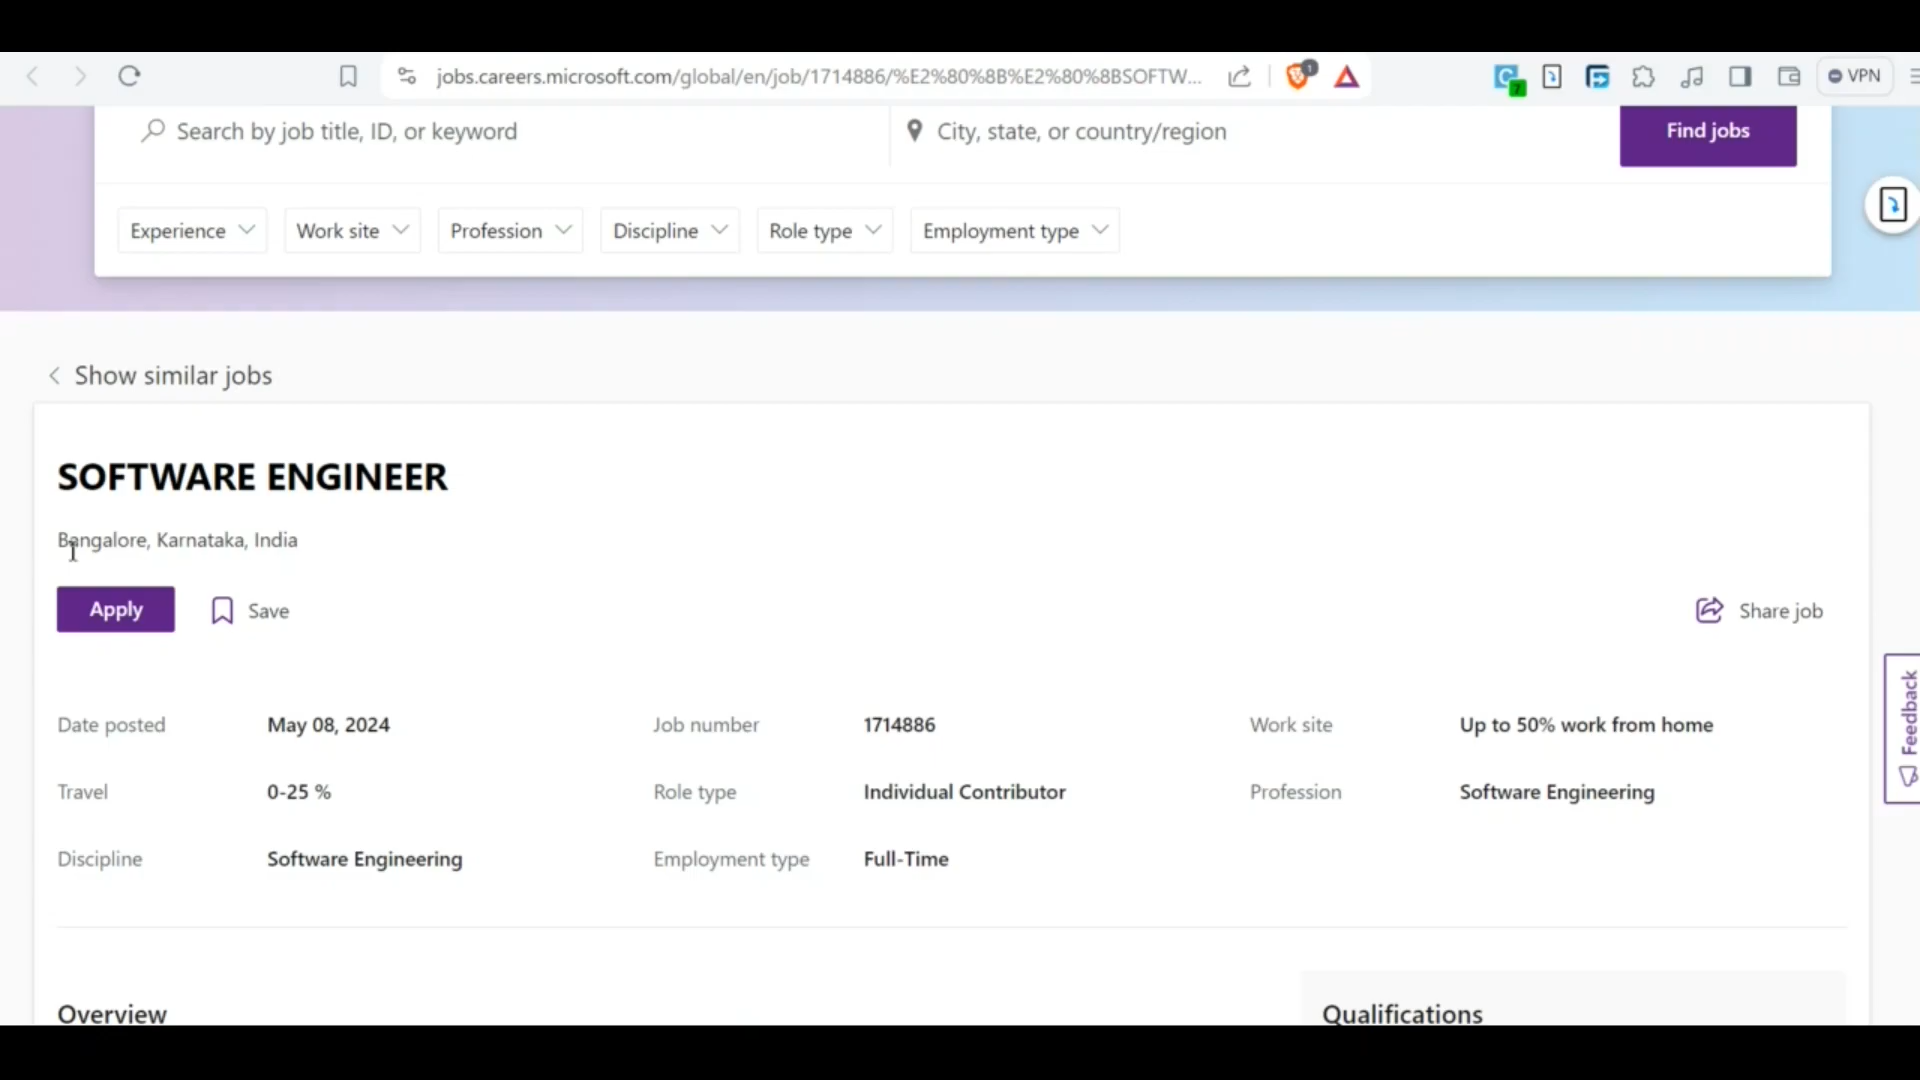 jobs.careers.microsoft.com/global/en/job/1714886/%E2%80%8B%E2%80%8BSOFTW...
1
7
VPN
Search by job title, ID, or keyword
City, state, or country/region
Find jobs
Experience
Work site
Profession
Discipline
Role type
Employment type
Show similar jobs
SOFTWARE ENGINEER
Bangalore, Karnataka, India
Apply
Save
Share job
Feedback
Date posted May 08, 2024 Job number 1714886 Work site Up to 50% work from home
Travel 0-25 % Role type Individual Contributor Profession Software Engineering
Discipline Software Engineering Employment type Full-Time
Overview
Qualifications